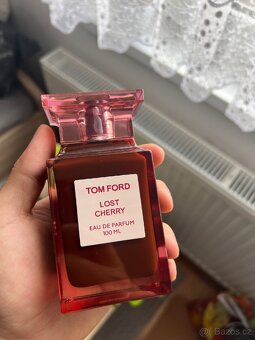 TOM FORD
LOST
CHERRY
EAU DE PARFUM
100 ML
Bazos.cz